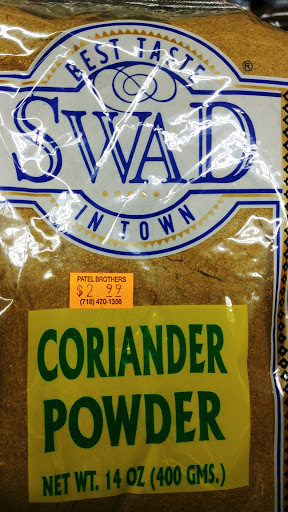 BEST TASTE
SWAD
®
IN TOWN
PATEL BROTHERS
$2.99
(718) 470-1356
CORIANDER
POWDER
NET WT. 14 OZ (400 GMS.)